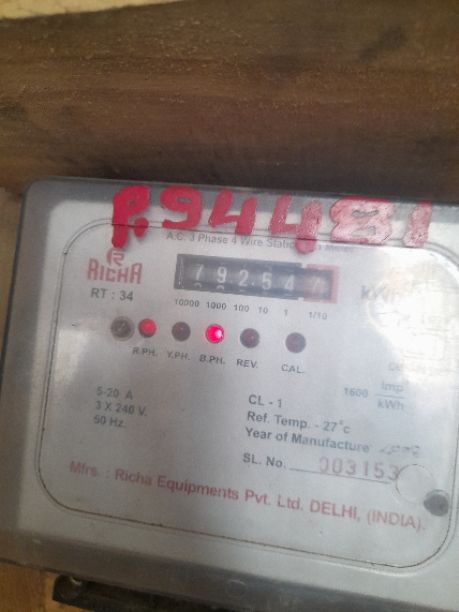 P.94481
A.C. 3 Phase 4 Wire
RICHA
79254
kWh
RT : 34
10000 1000 100 10 1 1/10
R.PH. Y.PH. B.PH. REV. CAL.
5-20 A
3 X 240 V.
50 Hz.
1600 imp
kWh
CL - 1
Ref. Temp. - 27°c
Year of Manufacture
SL. No. 003153
Mfrs. : Richa Equipments Pvt. Ltd. DELHI, (INDIA).